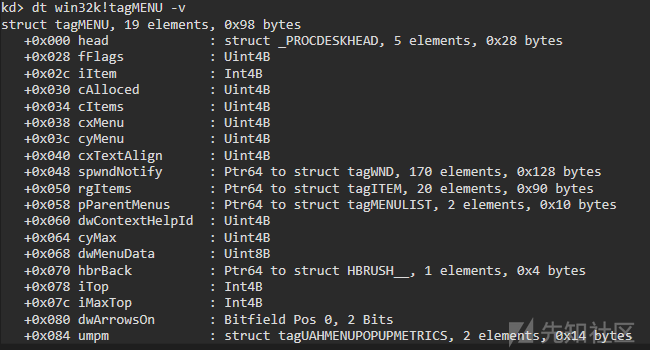 kd> dt win32k!tagMENU -v
struct tagMENU, 19 elements, 0x98 bytes
   +0x000 head             : struct _PROCDESKHEAD, 5 elements, 0x28 bytes
   +0x028 fFlags           : Uint4B
   +0x02c iItem            : Int4B
   +0x030 cAlloced         : Uint4B
   +0x034 cItems           : Uint4B
   +0x038 cxMenu           : Uint4B
   +0x03c cyMenu           : Uint4B
   +0x040 cxTextAlign      : Uint4B
   +0x048 spwndNotify      : Ptr64 to struct tagWND, 170 elements, 0x128 bytes
   +0x050 rgItems          : Ptr64 to struct tagITEM, 20 elements, 0x90 bytes
   +0x058 pParentMenus     : Ptr64 to struct tagMENULIST, 2 elements, 0x10 bytes
   +0x060 dwContextHelpId  : Uint4B
   +0x064 cyMax            : Uint4B
   +0x068 dwMenuData       : Uint8B
   +0x070 hbrBack          : Ptr64 to struct HBRUSH__, 1 elements, 0x4 bytes
   +0x078 iTop             : Int4B
   +0x07c iMaxTop          : Int4B
   +0x080 dwArrowsOn       : Bitfield Pos 0, 2 Bits
   +0x084 umpm             : struct tagUAHMENUPOPUPMETRICS, 2 elements, 0x14 bytes
先知社区